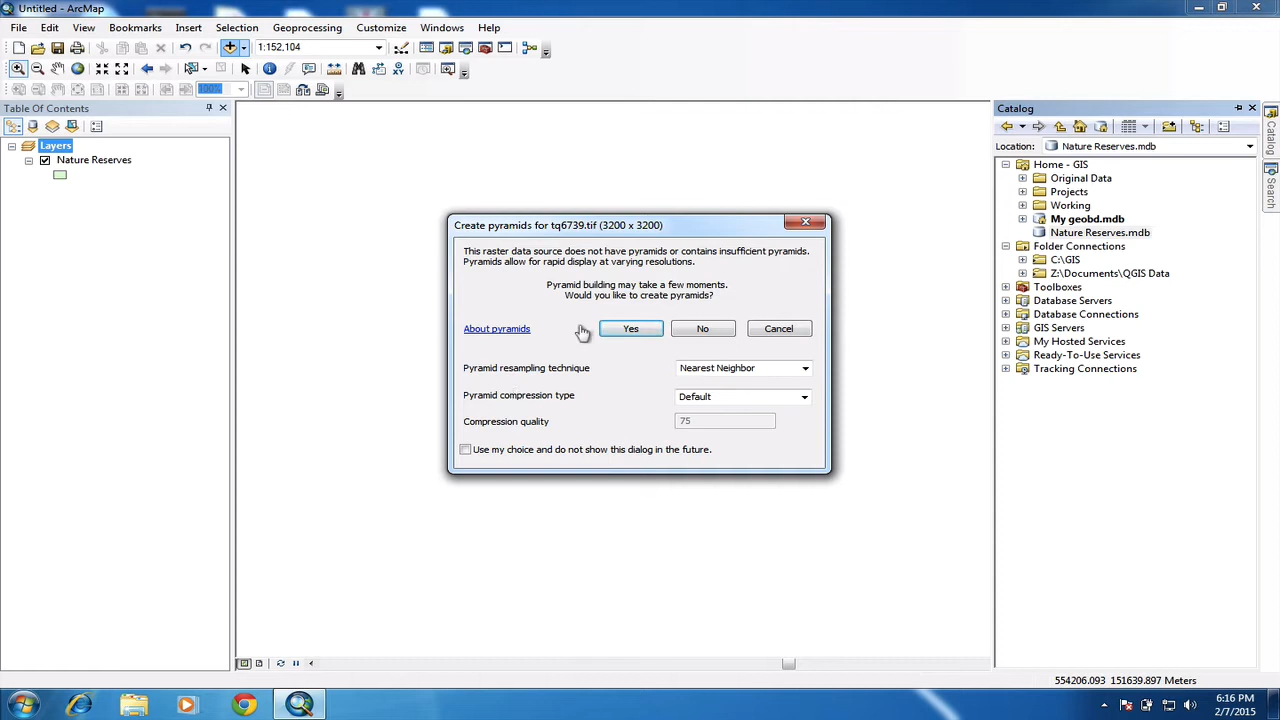 Untitled - ArcMap
File Edit View Bookmarks Insert Selection Geoprocessing Customize Windows Help
1:152,104
100%
Table Of Contents
Layers
Nature Reserves
Create pyramids for tq6739.tif (3200 x 3200)
This raster data source does not have pyramids or contains insufficient pyramids.
Pyramids allow for rapid display at varying resolutions.
Pyramid building may take a few moments.
Would you like to create pyramids?
About pyramids Yes No Cancel
Pyramid resampling technique Nearest Neighbor
Pyramid compression type Default
Compression quality 75
Use my choice and do not show this dialog in the future.
Catalog
Location: Nature Reserves.mdb
Home - GIS
Original Data
Projects
Working
My geobd.mdb
Nature Reserves.mdb
Folder Connections
C:\GIS
Z:\Documents\QGIS Data
Toolboxes
Database Servers
Database Connections
GIS Servers
My Hosted Services
Ready-To-Use Services
Tracking Connections
Catalog
Search
554206.093 151639.897 Meters
6:16 PM
2/7/2015